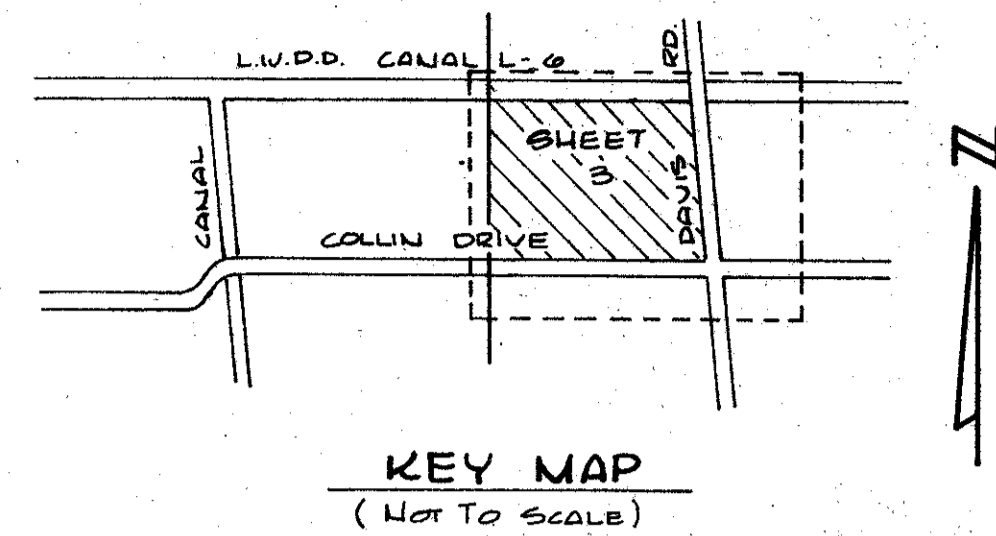 L.W.D.D. CANAL L-6
RD.
SHEET
3
CANAL
DAVIS
COLLIN DRIVE
N
KEY MAP
(NOT TO SCALE)